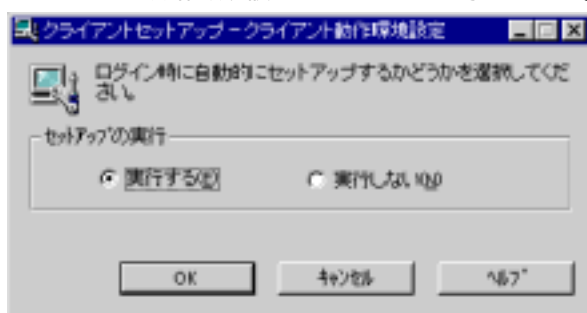 クライアントセットアップ - クライアント動作環境設定
ログイン時に自動的にセットアップするかどうかを選択してくだ
さい。
セットアップの実行
実行する(E)
実行しない(N)
OK
キャンセル
ヘルプ